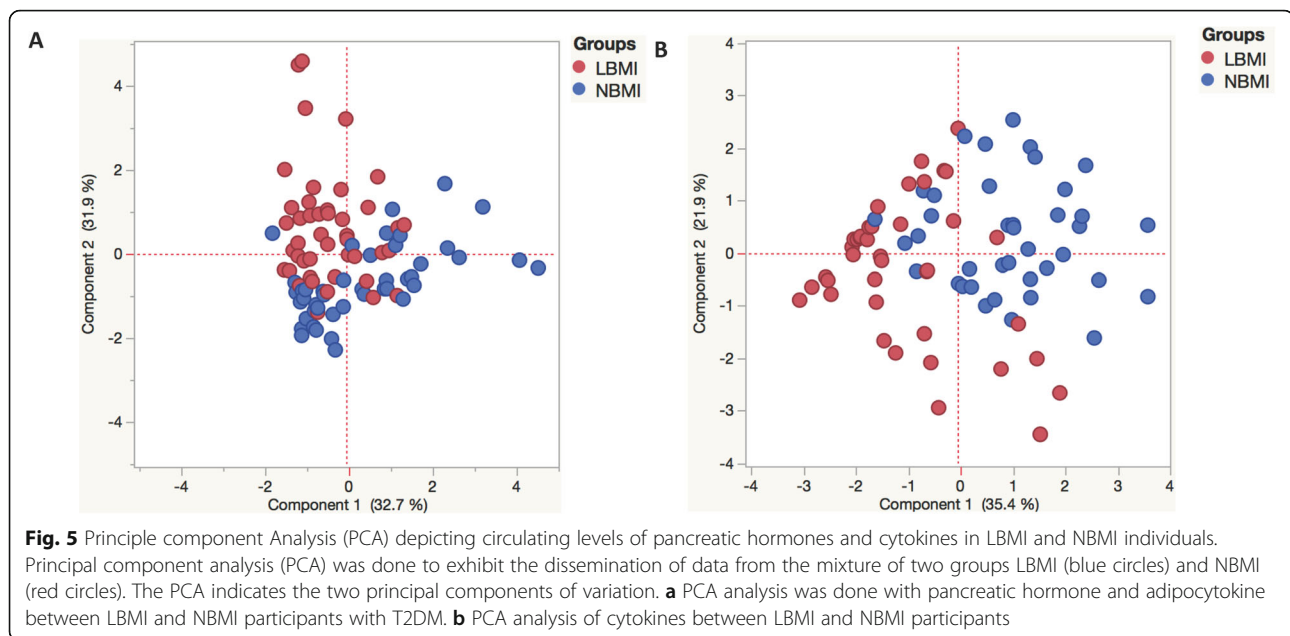 A
Groups
LBMI
NBMI
4
2
0
-2
-4
Component 2 (31.9 %)
-4
-2
0
2
4
Component 1 (32.7 %)
B
Groups
LBMI
NBMI
4
3
2
1
0
-1
-2
-3
-4
Component 2 (21.9 %)
-4
-3
-2
-1
0
1
2
3
4
Component 1 (35.4 %)
Fig. 5 Principle component Analysis (PCA) depicting circulating levels of pancreatic hormones and cytokines in LBMI and NBMI individuals.
Principal component analysis (PCA) was done to exhibit the dissemination of data from the mixture of two groups LBMI (blue circles) and NBMI
(red circles). The PCA indicates the two principal components of variation. a PCA analysis was done with pancreatic hormone and adipocytokine
between LBMI and NBMI participants with T2DM. b PCA analysis of cytokines between LBMI and NBMI participants